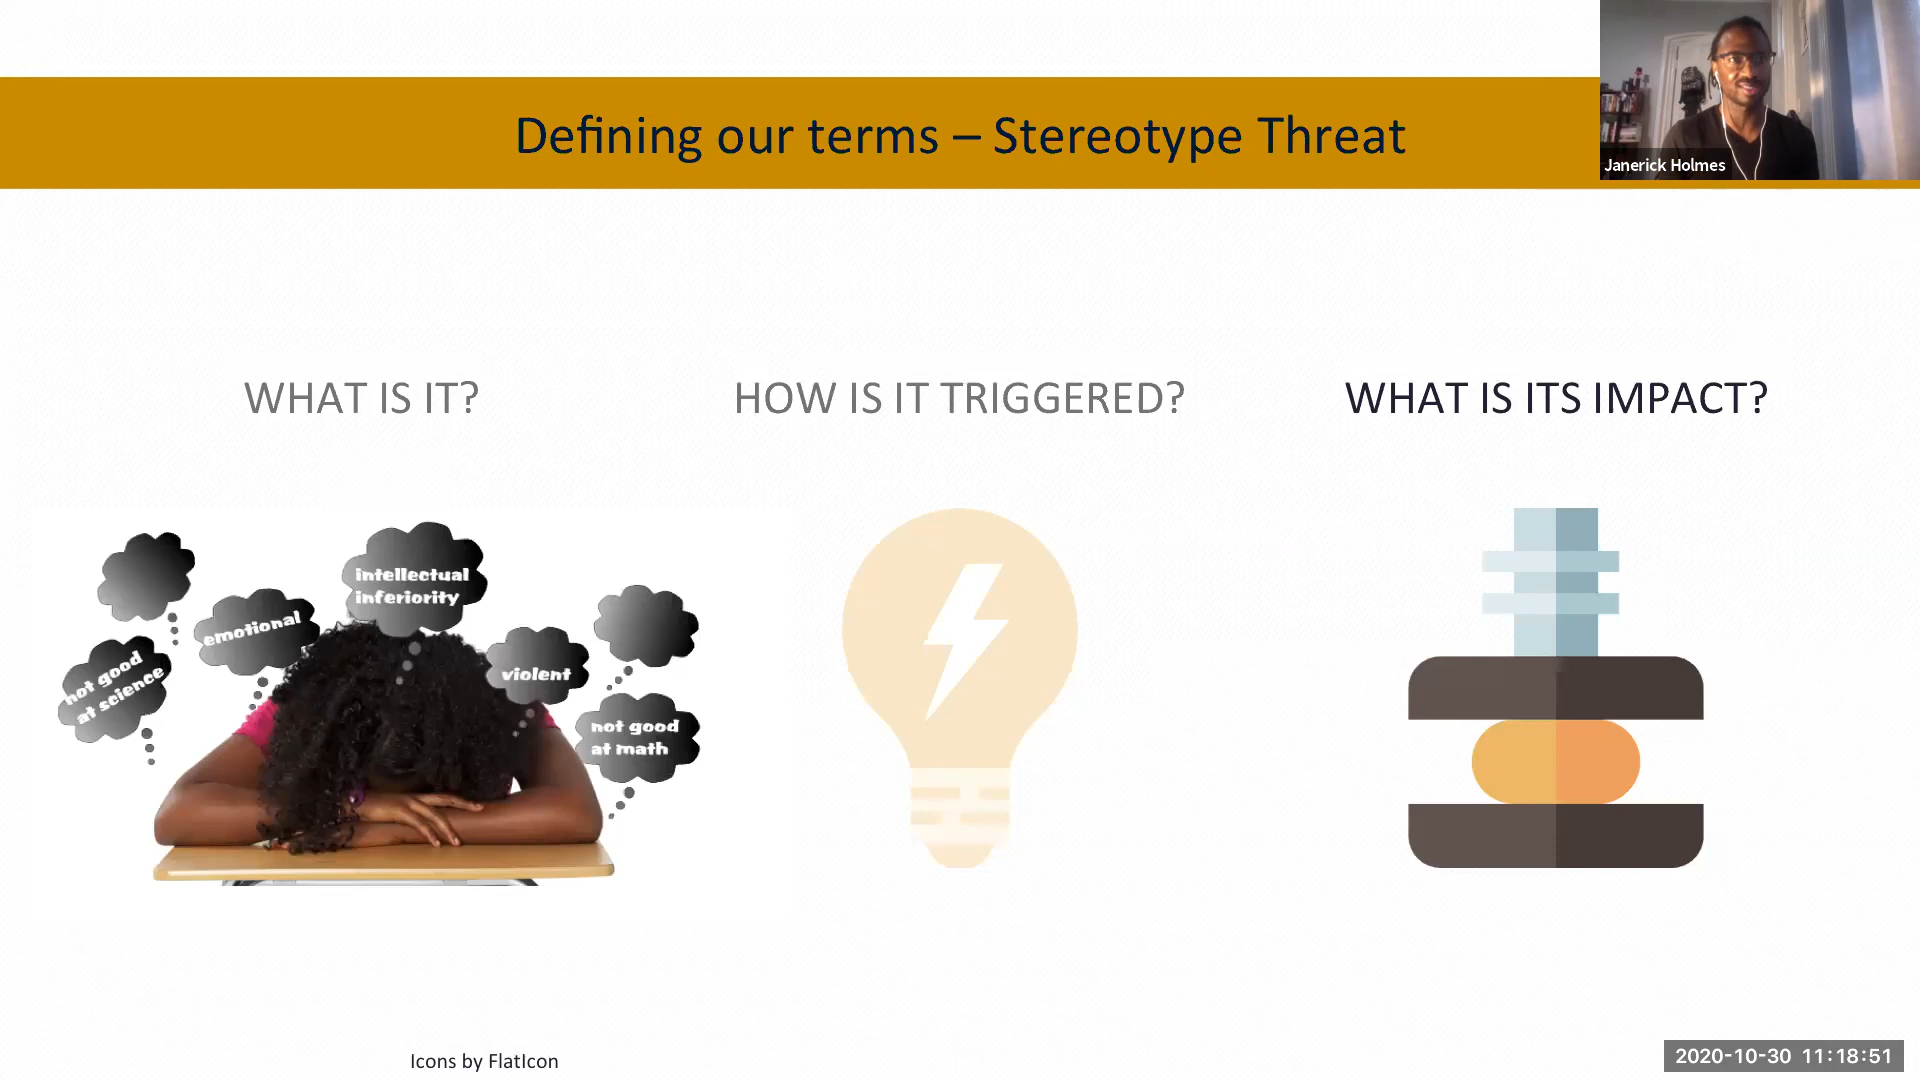 Defining our terms – Stereotype Threat
Janerick Holmes
WHAT IS IT?
HOW IS IT TRIGGERED?
WHAT IS ITS IMPACT?
intellectual
inferiority
emotional
not good
at science
violent
not good
at math
Icons by FlatIcon
2020-10-30 11:18:51